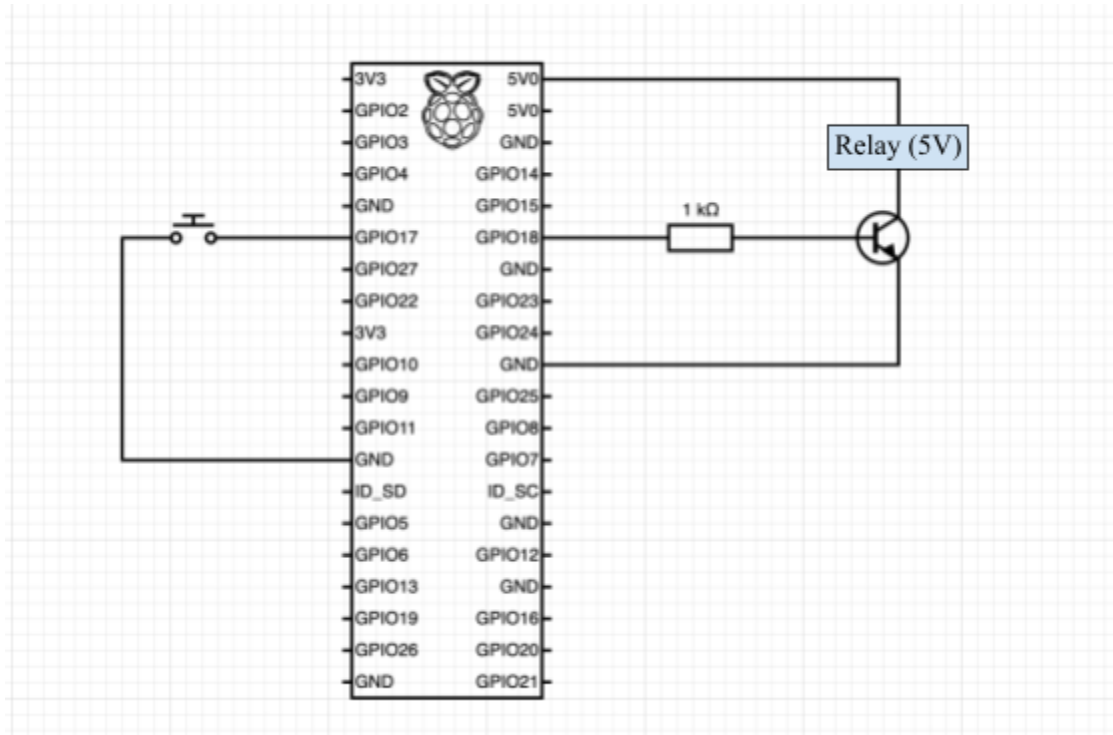 3V3
5V0
GPIO2
5V0
GPIO3
GND
GPIO4
GPIO14
GND
GPIO15
GPIO17
GPIO18
GPIO27
GND
GPIO22
GPIO23
3V3
GPIO24
GPIO10
GND
GPIO9
GPIO25
GPIO11
GPIO8
GND
GPIO7
ID_SD
ID_SC
GPIO5
GND
GPIO6
GPIO12
GPIO13
GND
GPIO19
GPIO16
GPIO26
GPIO20
GND
GPIO21
1 kΩ
Relay (5V)